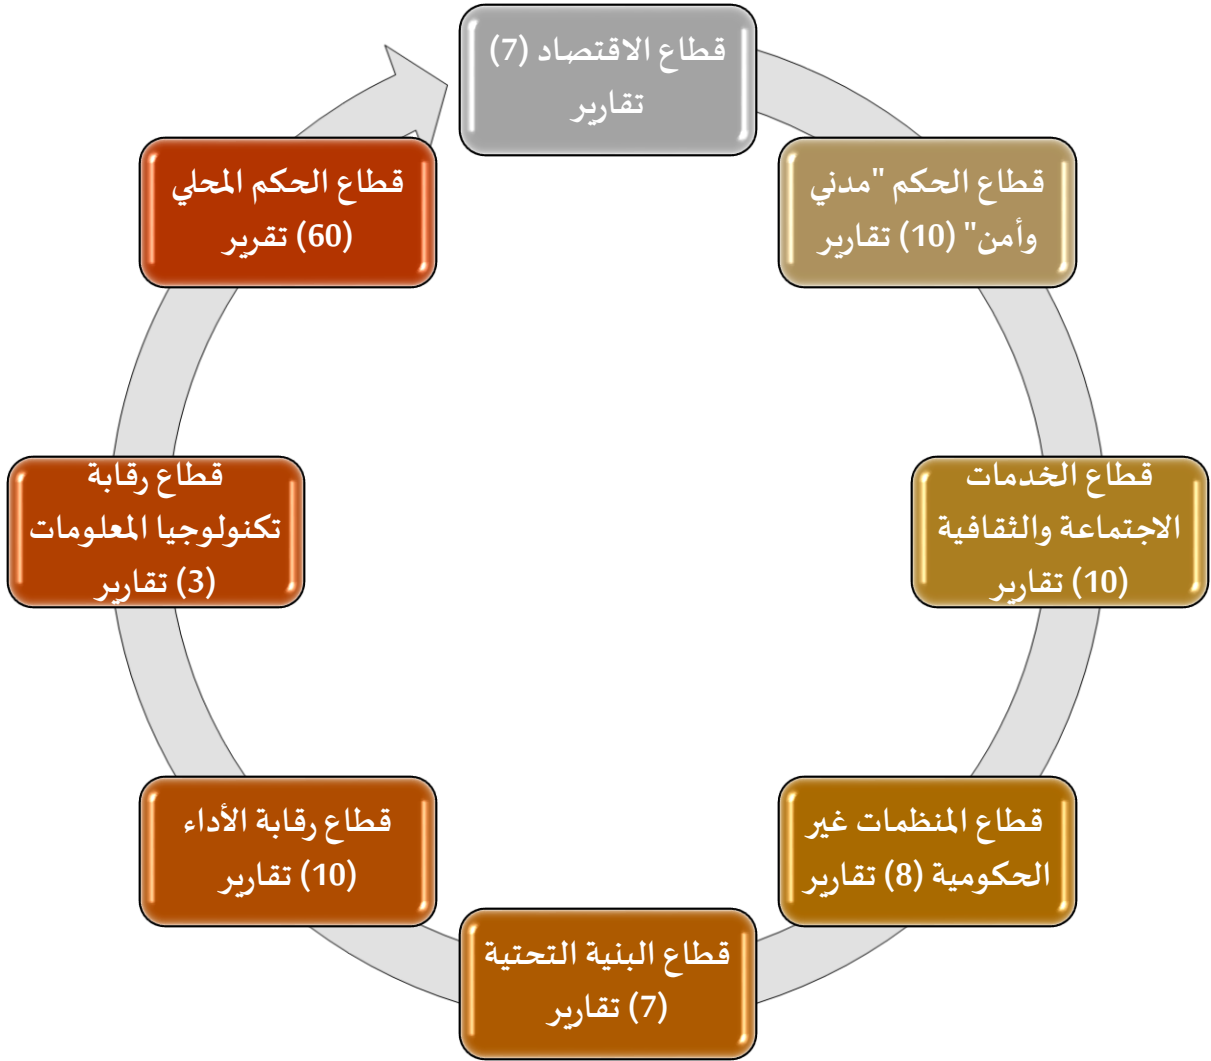 قطاع الاقتصاد (7)
تقارير
قطاع الحكم "مدني
وأمن" (10) تقارير
قطاع الخدمات
الاجتماعة والثقافية
(10) تقارير
قطاع المنظمات غير
الحكومية (8) تقارير
قطاع البنية التحتية
(7) تقارير
قطاع رقابة الأداء
(10) تقارير
قطاع رقابة
تكنولوجيا المعلومات
(3) تقارير
قطاع الحكم المحلي
(60) تقرير